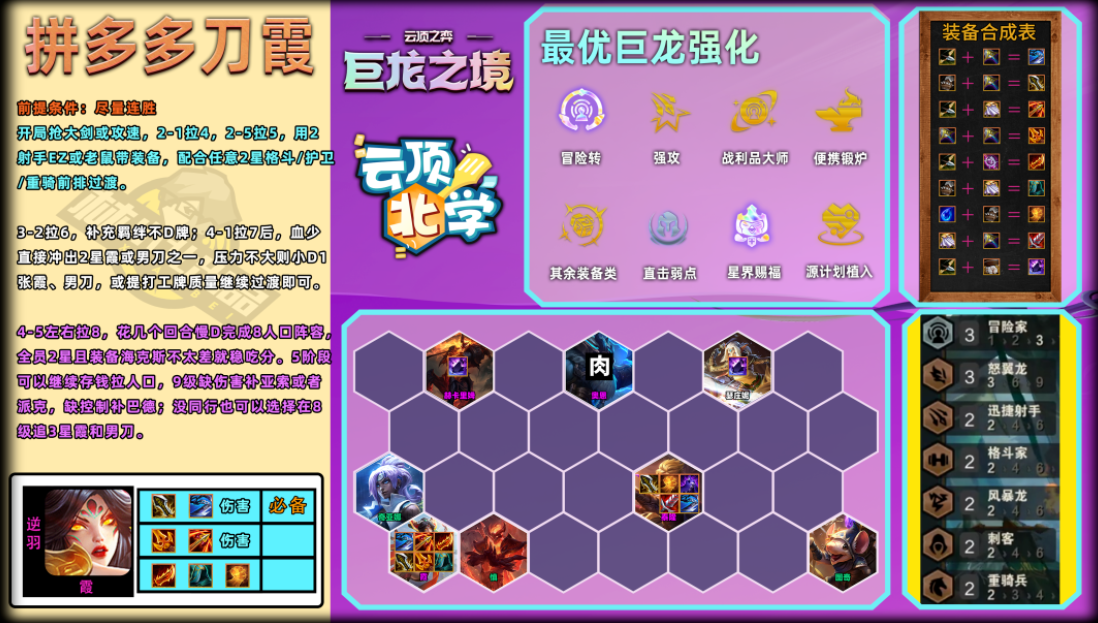 拼多多刀霞
前提条件：尽量连胜
开局抢大剑或攻速，2-1拉4，2-5拉5，用2
射手EZ或老鼠带装备，配合任意2星格斗/护卫
/重骑前排过渡。
3-2拉6，补充羁绊不D牌；4-1拉7后，血少
直接冲出2星霞或男刀之一，压力不大则小D1
张霞、男刀，或提打工牌质量继续过渡即可。
4-5左右拉8，花几个回合慢D完成8人口阵容，
全员2星且装备海克斯不太差就稳吃分。5阶段
可以继续存钱拉人口，9级缺伤害补亚索或者
派克，缺控制补巴德；没同行也可以选择在8
级追3星霞和男刀。
逆羽
霞
伤害
必备
伤害
云顶之弈
巨龙之境
云顶
北学
最优巨龙强化
冒险转
强攻
战利品大师
便携锻炉
其余装备类
直击弱点
星界赐福
源计划植入
装备合成表
肉
霞
慎
3
冒险家
1 2 3
3
怒翼龙
3 6 9
2
迅捷射手
2 4 6
2
格斗家
2 4 6
2
风暴龙
2 4 6
2
刺客
2 4 6
2
重骑兵
2 3 4